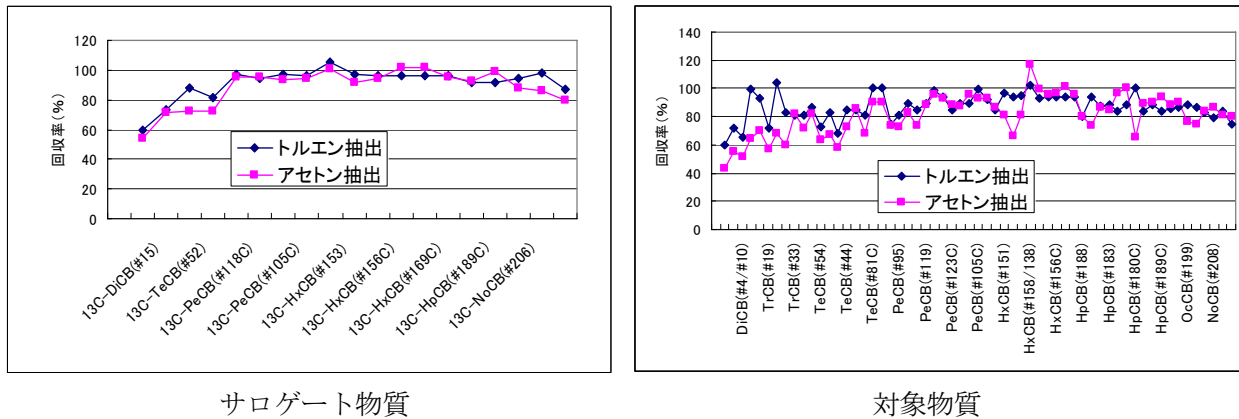 120
100
80
60
40
20
0
回収率(%)
トルエン抽出
アセトン抽出
13C-DiCB(#15)
13C-TeCB(#52)
13C-PeCB(#118C)
13C-PeCB(#105C)
13C-HxCB(#153)
13C-HxCB(#156C)
13C-HxCB(#169C)
13C-HpCB(#189C)
13C-NoCB(#206)
サロゲート物質
140
120
100
80
60
40
20
0
回収率(%)
トルエン抽出
アセトン抽出
DiCB(#4/#10)
TrCB(#19)
TrCB(#33)
TeCB(#54)
TeCB(#44)
TeCB(#81C)
PeCB(#95)
PeCB(#119)
PeCB(#123C)
PeCB(#105C)
HxCB(#151)
HxCB(#158/138)
HxCB(#156C)
HpCB(#188)
HpCB(#183)
HpCB(#180C)
HpCB(#189C)
OcCB(#199)
NoCB(#208)
対象物質